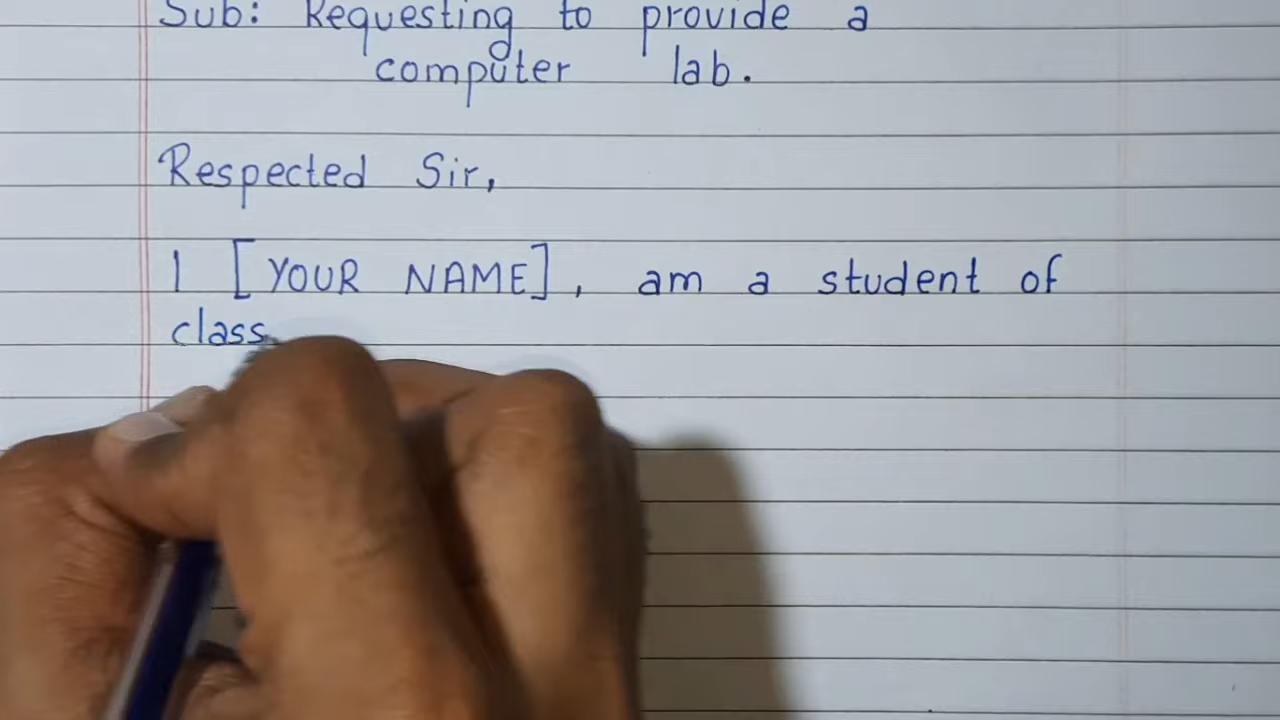 Sub: Requesting to provide a
computer lab.
Respected Sir,
I [YOUR NAME], am a student of
class